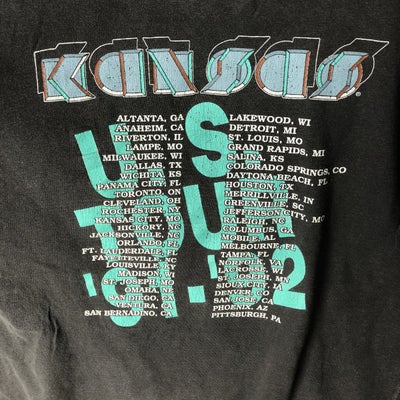 KANSAS
ALTANTA, GA
ANAHEIM, CA
RIVERTON, IL
LAMPE, MO
MILWAUKEE, WI
DALLAS, TX
WICHITA, KS
PANAMA CITY, FL
TORONTO, ON
CLEVELAND, OH
ROCHESTER, NY
KANSAS CITY, MO
HICKORY, NC
JACKSONVILLE, NC
ORLANDO, FL
FT. LAUDERDALE, FL
FAYETTEVILLE, NC
LOUISVILLE, KY
MADISON, WI
ST. JOSEPH, MO
OMAHA, NE
SAN DIEGO, CA
VENTURA, CA
SAN BERNADINO, CA
LAKEWOOD, WI
DETROIT, MI
ST. LOUIS, MO
GRAND RAPIDS, MI
SALINA, KS
COLORADO SPRINGS, CO
DAYTONA BEACH, FL
HOUSTON, TX
MERRILLVILLE, IN
GREENVILLE, SC
JEFFERSON CITY, MO
RALEIGH, NC
COLUMBUS, GA
MOBILE, AL
MELBOURNE, FL
TAMPA, FL
NORFOLK, VA
LACROSSE, WI
ST. JOSEPH, MN
SIOUX CITY, IA
DENVER, CO
SAN JOSE, CA
PHOENIX, AZ
PITTSBURGH, PA
U S